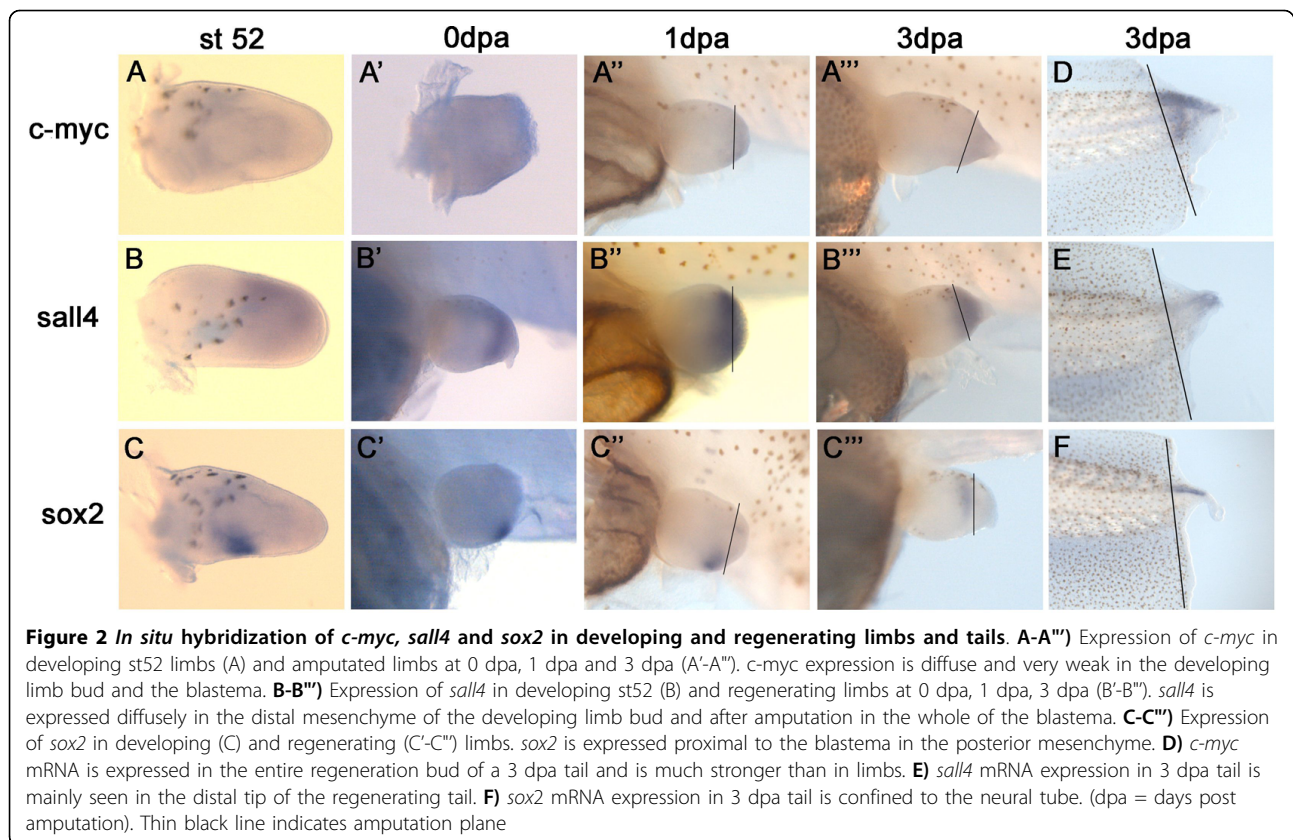 st 52 0dpa 1dpa 3dpa 3dpa
c-myc A A' A'' A''' D
sall4 B B' B'' B''' E
sox2 C C' C'' C''' F
Figure 2 In situ hybridization of c-myc, sall4 and sox2 in developing and regenerating limbs and tails. A-A''') Expression of c-myc in
developing st52 limbs (A) and amputated limbs at 0 dpa, 1 dpa and 3 dpa (A'-A'''). c-myc expression is diffuse and very weak in the developing
limb bud and the blastema. B-B''') Expression of sall4 in developing st52 (B) and regenerating limbs at 0 dpa, 1 dpa, 3 dpa (B'-B'''). sall4 is
expressed diffusely in the distal mesenchyme of the developing limb bud and after amputation in the whole of the blastema. C-C''') Expression
of sox2 in developing (C) and regenerating (C'-C''') limbs. sox2 is expressed proximal to the blastema in the posterior mesenchyme. D) c-myc
mRNA is expressed in the entire regeneration bud of a 3 dpa tail and is much stronger than in limbs. E) sall4 mRNA expression in 3 dpa tail is
mainly seen in the distal tip of the regenerating tail. F) sox2 mRNA expression in 3 dpa tail is confined to the neural tube. (dpa = days post
amputation). Thin black line indicates amputation plane